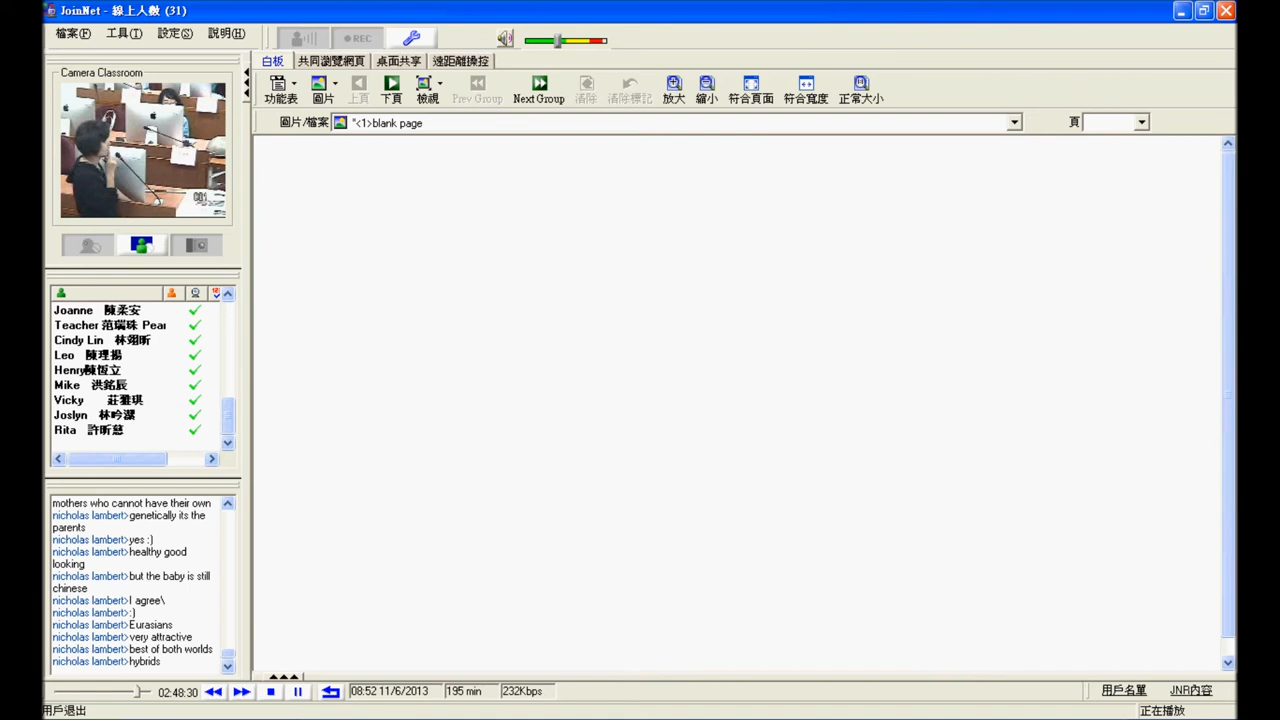 JoinNet - 線上人數 (31)
檔案(F) 工具(T) 設定(S) 說明(H)
REC
Camera Classroom
白板 共同瀏覽網頁 桌面共享 遠距離操控
功能表 圖片 上頁 下頁 檢視 Prev Group Next Group 清除 清除標記 放大 縮小 符合頁面 符合寬度 正常大小
圖片/檔案 *<1>blank page 頁
Joanne 陳柔安
Teacher 范瑞珠 Pear
Cindy Lin 林翊昕
Leo 陳理揚
Henry陳恆立
Mike 洪銘辰
Vicky 莊雅琪
Joslyn 林吟潔
Rita 許昕慈
mothers who cannot have their own
nicholas lambert>genetically its the
parents
nicholas lambert>yes :)
nicholas lambert>healthy good
looking
nicholas lambert>but the baby is still
chinese
nicholas lambert>I agree\
nicholas lambert>:)
nicholas lambert>Eurasians
nicholas lambert>very attractive
nicholas lambert>best of both worlds
nicholas lambert>hybrids
02:48:30 08:52 11/6/2013 195 min 232Kbps 用戶名單 JNR內容
用戶退出 正在播放